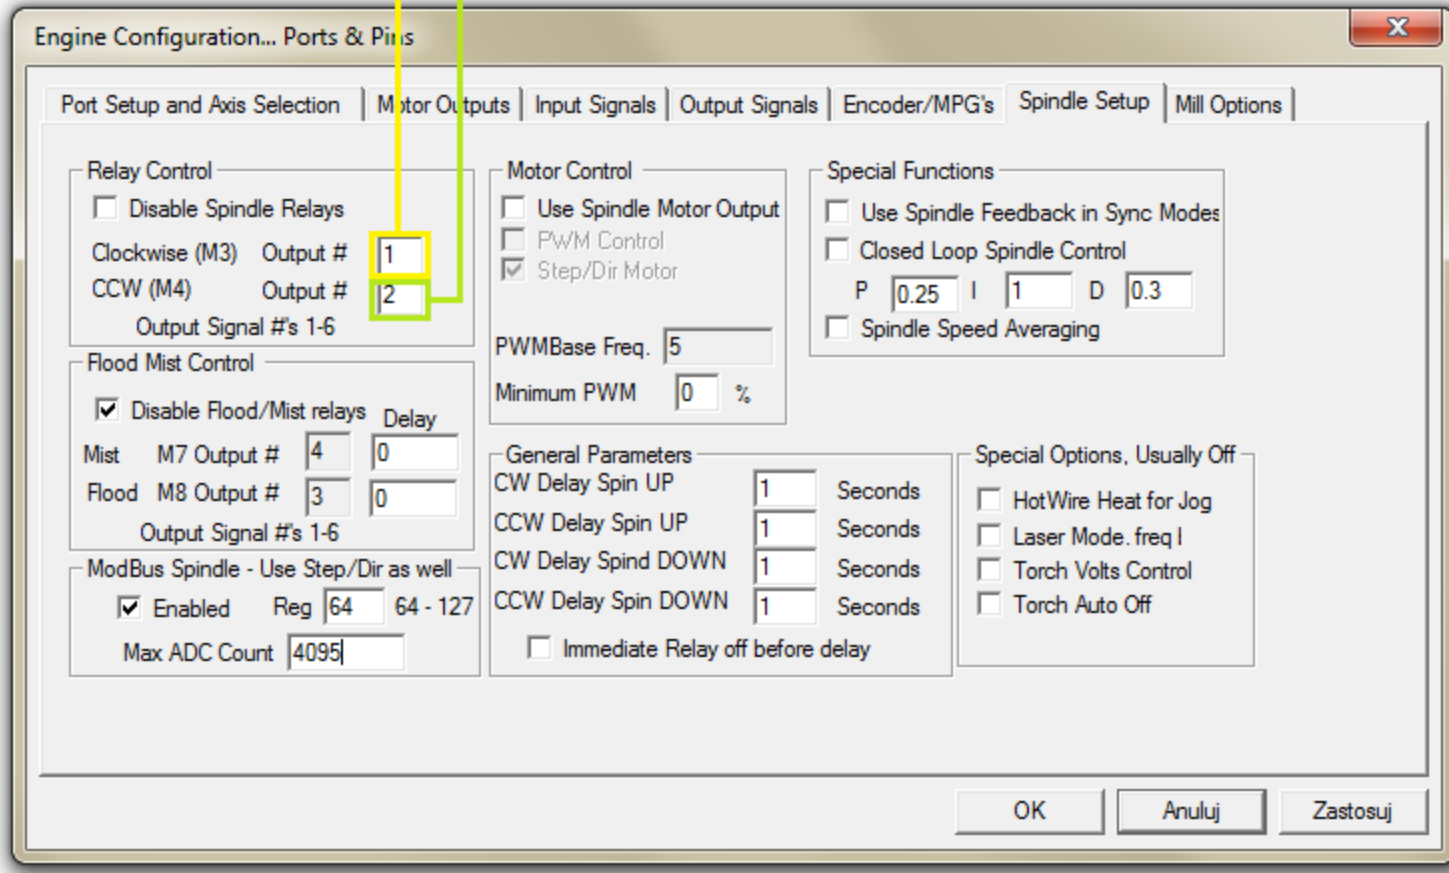 Engine Configuration... Ports & Pins
Port Setup and Axis Selection
Motor Outputs
Input Signals
Output Signals
Encoder/MPG's
Spindle Setup
Mill Options
Relay Control
Disable Spindle Relays
Clockwise (M3) Output # 1
CCW (M4) Output # 2
Output Signal #'s 1-6
Flood Mist Control
Disable Flood/Mist relays Delay
Mist M7 Output # 4 0
Flood M8 Output # 3 0
Output Signal #'s 1-6
ModBus Spindle - Use Step/Dir as well
Enabled Reg 64 64 - 127
Max ADC Count 4095
Motor Control
Use Spindle Motor Output
PWM Control
Step/Dir Motor
PWMBase Freq. 5
Minimum PWM 0 %
General Parameters
CW Delay Spin UP 1 Seconds
CCW Delay Spin UP 1 Seconds
CW Delay Spind DOWN 1 Seconds
CCW Delay Spin DOWN 1 Seconds
Immediate Relay off before delay
Special Functions
Use Spindle Feedback in Sync Modes
Closed Loop Spindle Control
P 0.25 I 1 D 0.3
Spindle Speed Averaging
Special Options, Usually Off
HotWire Heat for Jog
Laser Mode. freq
Torch Volts Control
Torch Auto Off
OK
Anuluj
Zastosuj